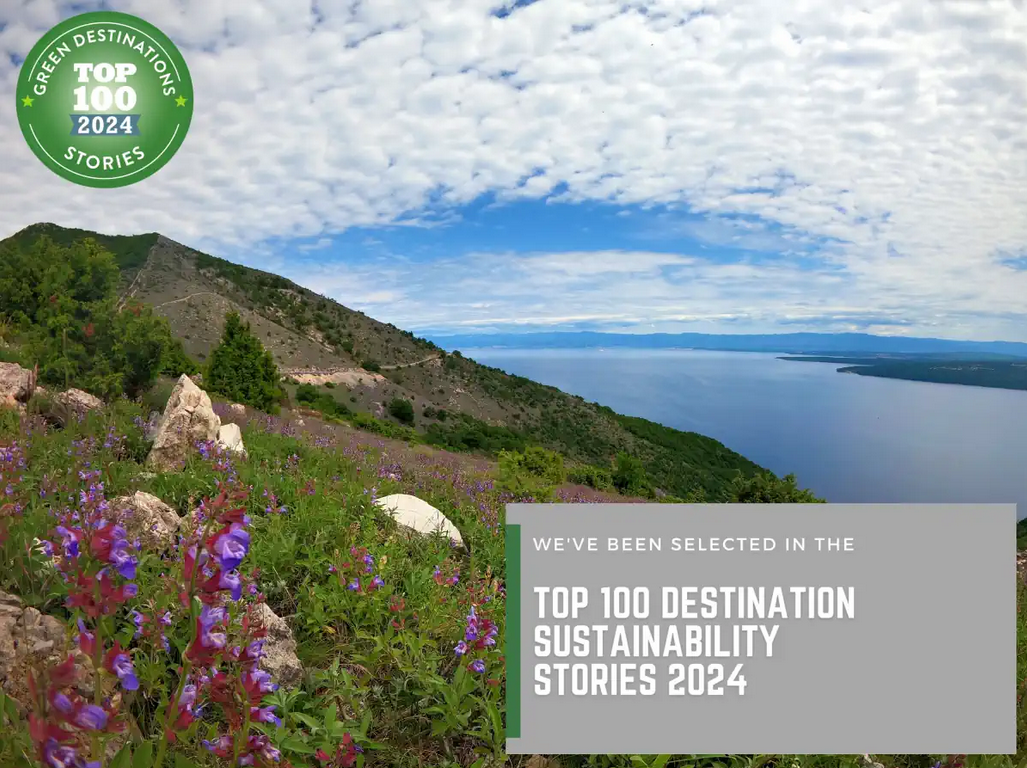 GREEN DESTINATIONS
TOP
100
2024
STORIES
WE'VE BEEN SELECTED IN THE
TOP 100 DESTINATION
SUSTAINABILITY
STORIES 2024